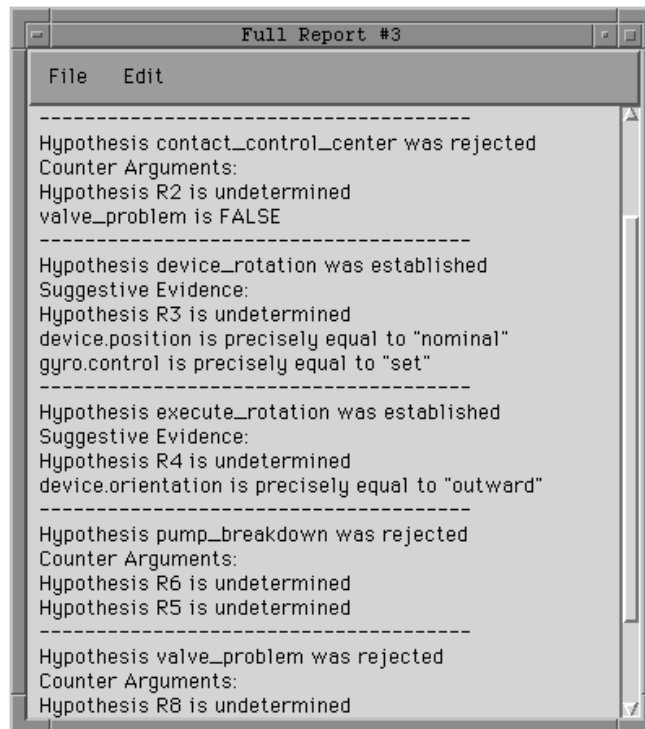 Full Report #3
File Edit
------------------------------------
Hypothesis contact_control_center was rejected
Counter Arguments:
Hypothesis R2 is undetermined
valve_problem is FALSE
------------------------------------
Hypothesis device_rotation was established
Suggestive Evidence:
Hypothesis R3 is undetermined
device.position is precisely equal to "nominal"
gyro.control is precisely equal to "set"
------------------------------------
Hypothesis execute_rotation was established
Suggestive Evidence:
Hypothesis R4 is undetermined
device.orientation is precisely equal to "outward"
------------------------------------
Hypothesis pump_breakdown was rejected
Counter Arguments:
Hypothesis R6 is undetermined
Hypothesis R5 is undetermined
------------------------------------
Hypothesis valve_problem was rejected
Counter Arguments:
Hypothesis R8 is undetermined